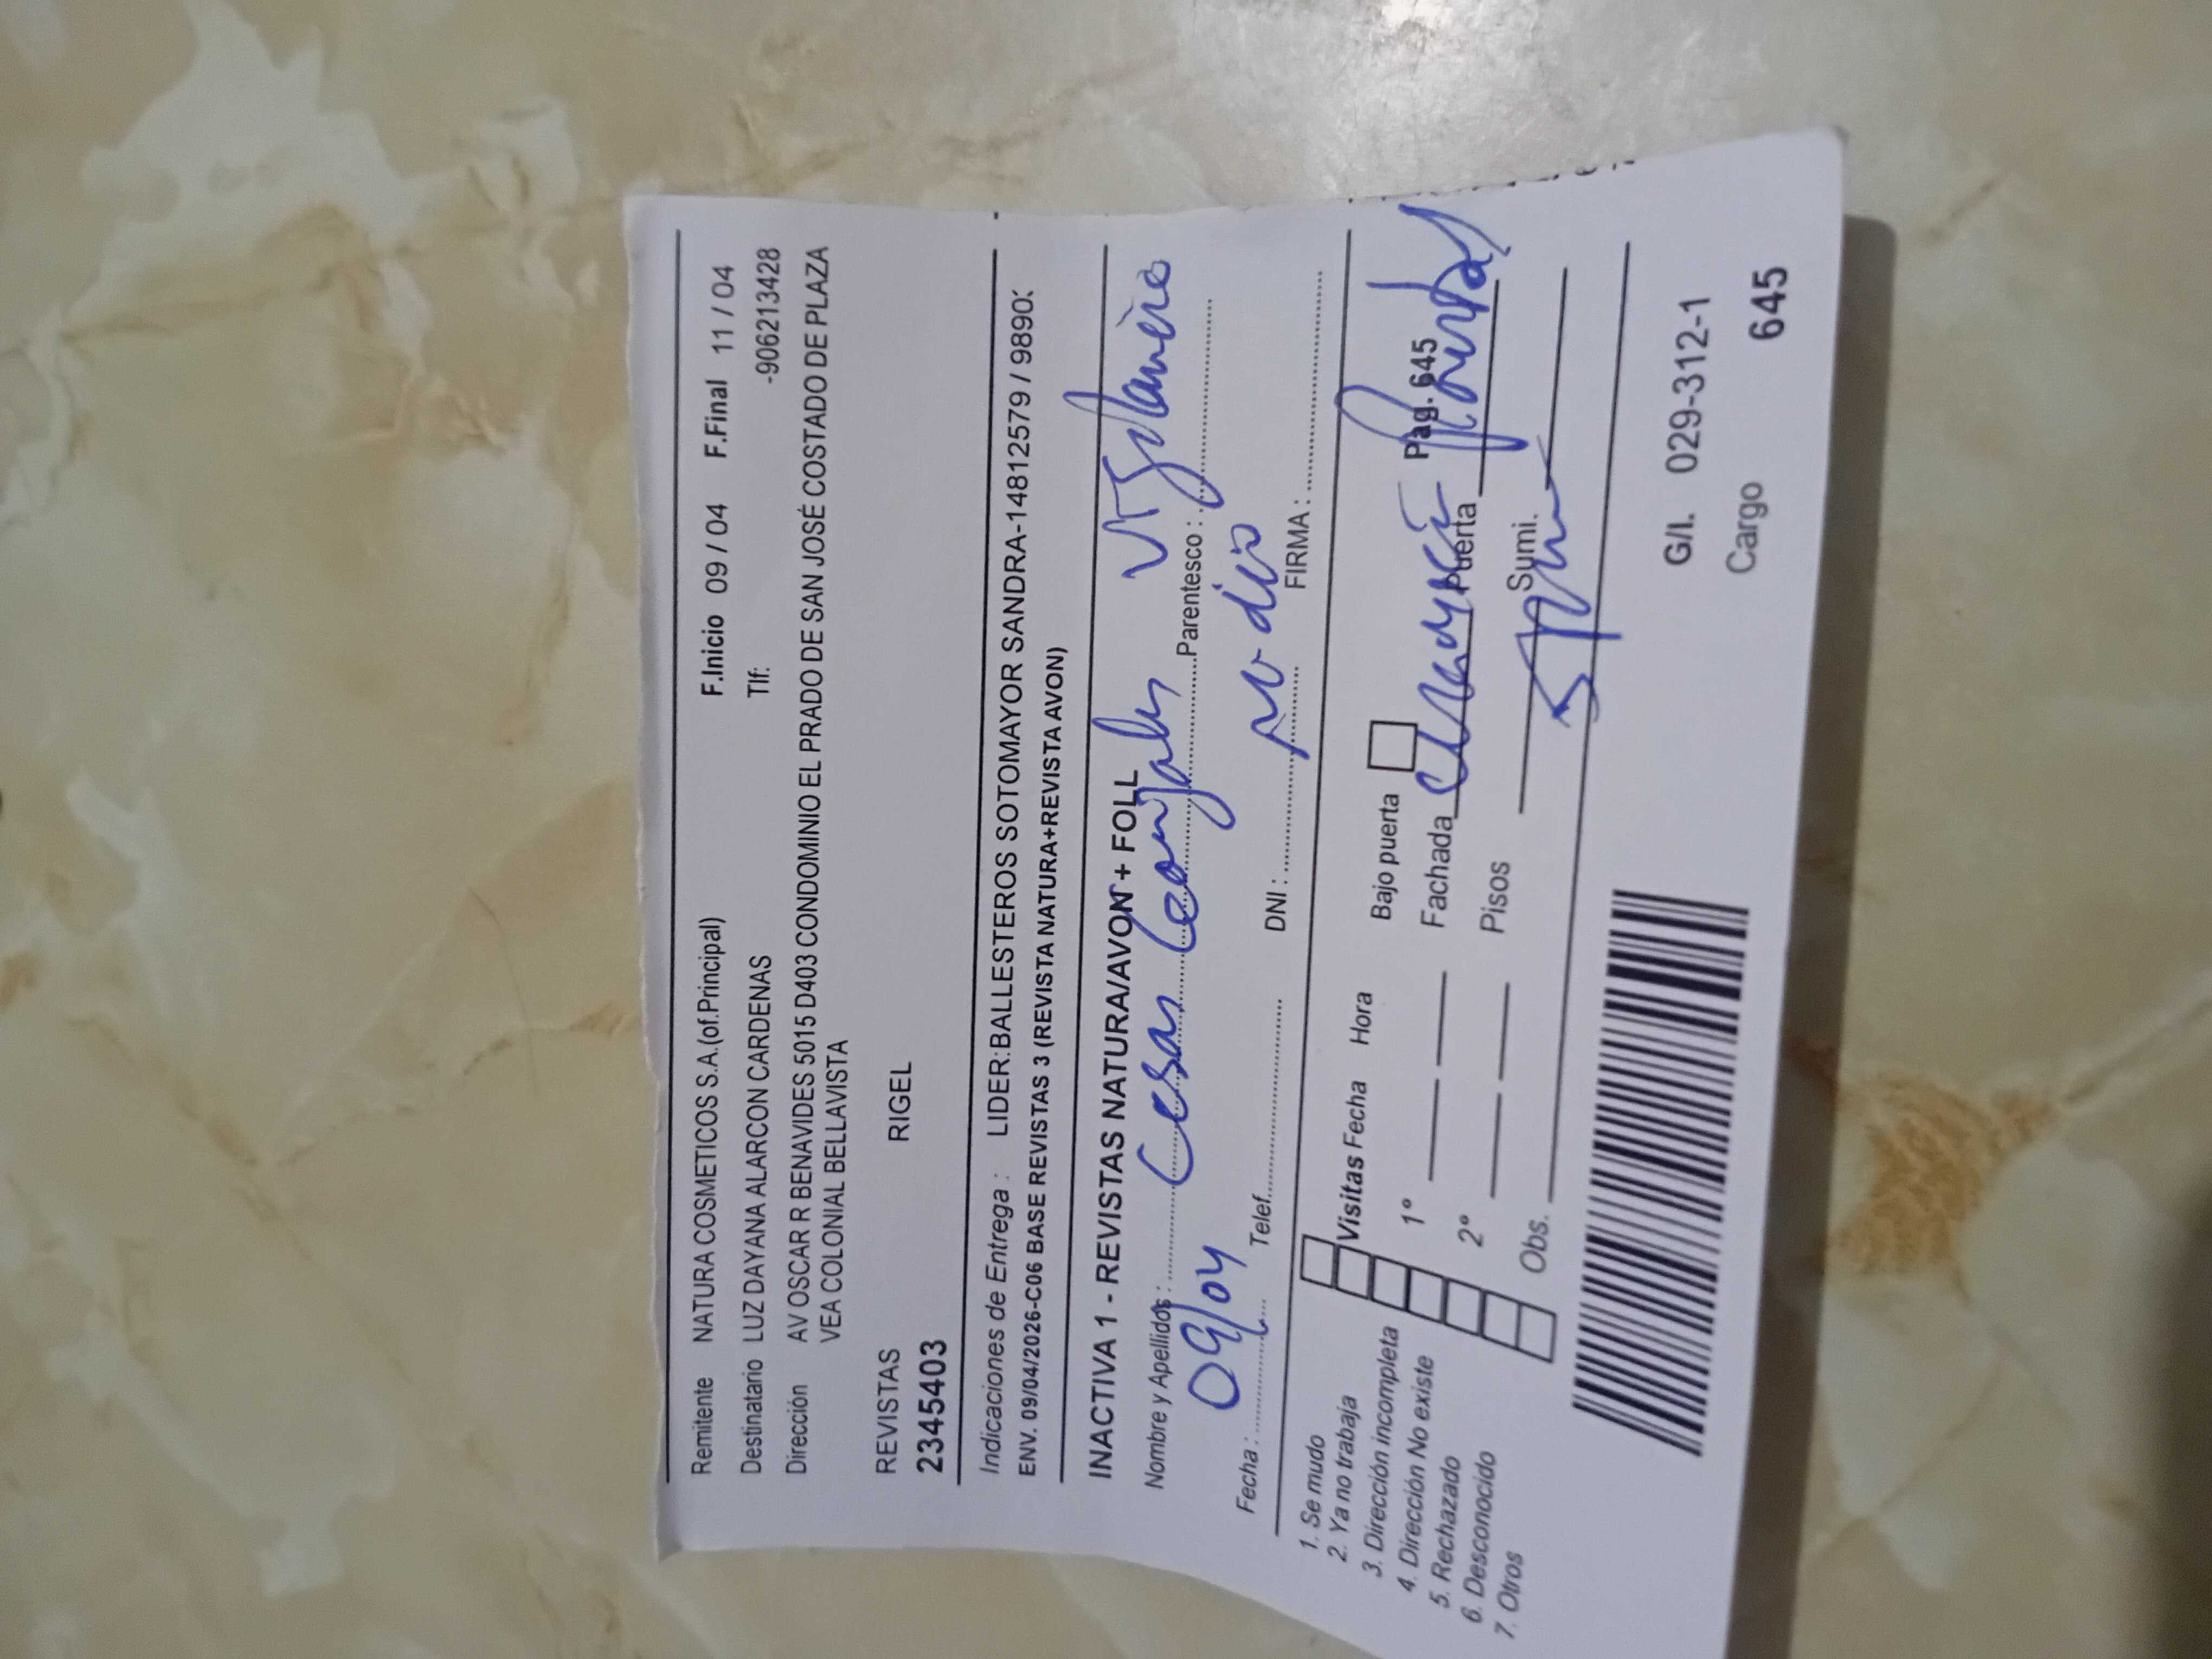 Remitente NATURA COSMETICOS S.A.(of.Principal) F.Inicio 09 / 04 F.Final 11 / 04
Destinatario LUZ DAYANA ALARCON CARDENAS Tlf: -906213428
Dirección AV OSCAR R BENAVIDES 5015 D403 CONDOMINIO EL PRADO DE SAN JOSÉ COSTADO DE PLAZA
VEA COLONIAL BELLAVISTA
REVISTAS RIGEL
2345403
Indicaciones de Entrega : LIDER:BALLESTEROS SOTOMAYOR SANDRA-14812579 / 9890
ENV. 09/04/2026-C06 BASE REVISTAS 3 (REVISTA NATURA+REVISTA AVON)
INACTIVA 1 - REVISTAS NATURA/AVON + FOLL
Nombre y Apellidos : Cesar Parentesco :
Fecha : 09/04 Telef. DNI : no dio FIRMA :
1. Se mudo
2. Ya no trabaja
3. Dirección incompleta
4. Dirección No existe
5. Rechazado
6. Desconocido
7. Otros
Visitas Fecha Hora Bajo puerta Pag. 645
1° Fachada Puerta
2° Pisos Sumi.
Obs.
G/I. 029-312-1
Cargo 645